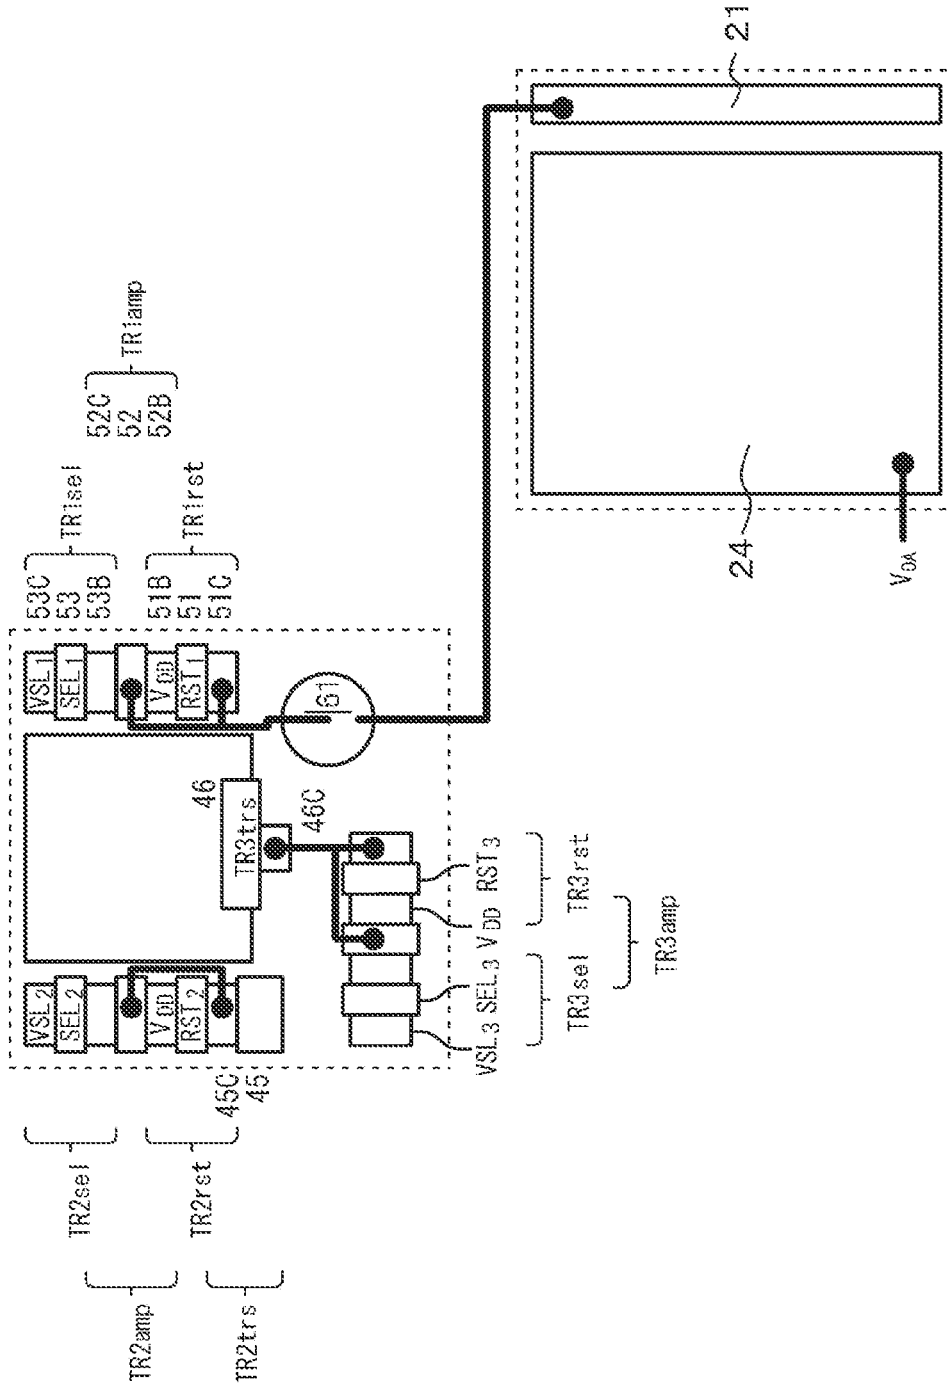 TR2amp
TR2trs
TR2sel
TR2rst
45C
45
VSL2
SEL2
VDD
RST2
TR3trs
46
46C
VSL1
SEL1
VDD
RST1
G1
53C
53
53B
TR1sel
51B
51
51C
TR1rst
52C
52
52B
TR1amp
VSL3
SEL3
VDD
RST3
TR3sel
TR3rst
TR3amp
VOA
24
21